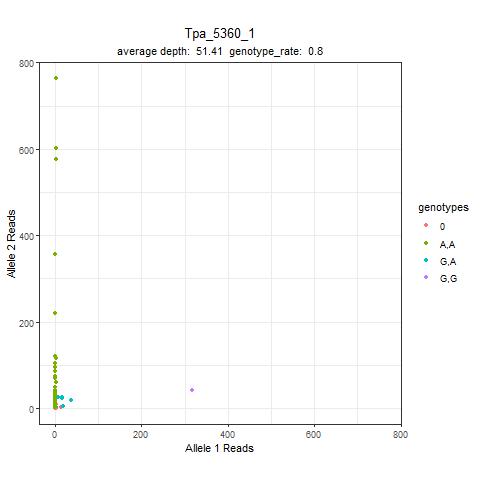 Tpa_5360_1
average depth: 51.41 genotype_rate: 0.8
800
600
400
200
0
Allele 2 Reads
0 200 400 600 800
Allele 1 Reads
genotypes
0
A,A
G,A
G,G